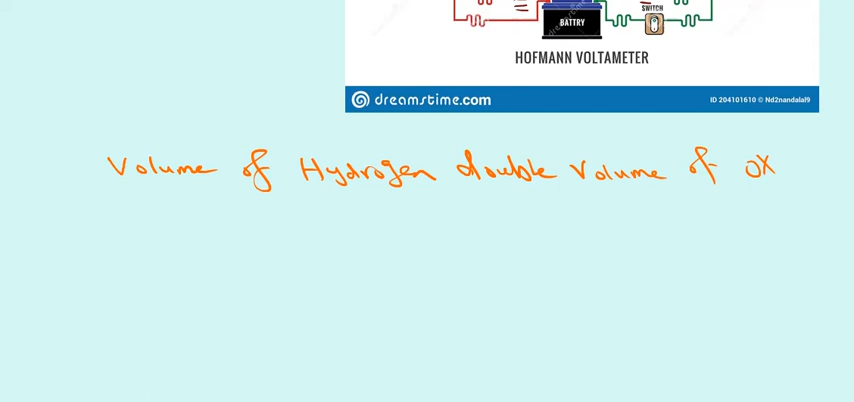 SWITCH
BATTRY
HOFMANN VOLTAMETER
dreamstime.com
ID 204101610 © Nd2nandalal9
Volume of Hydrogen double Volume of OX